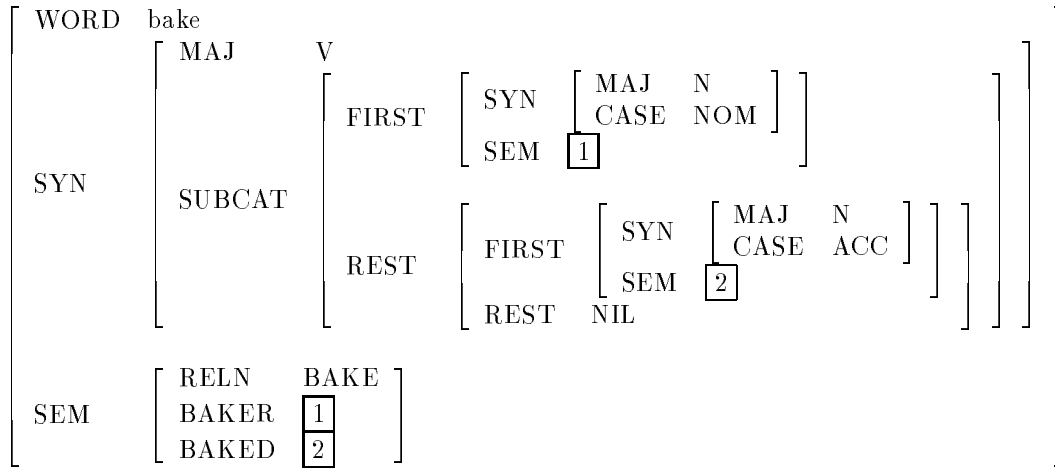 WORD bake
MAJ V
SYN MAJ N
FIRST CASE NOM
SEM 1
SYN
SUBCAT
SYN MAJ N
FIRST CASE ACC
REST SEM 2
REST NIL
RELN BAKE
SEM BAKER 1
BAKED 2